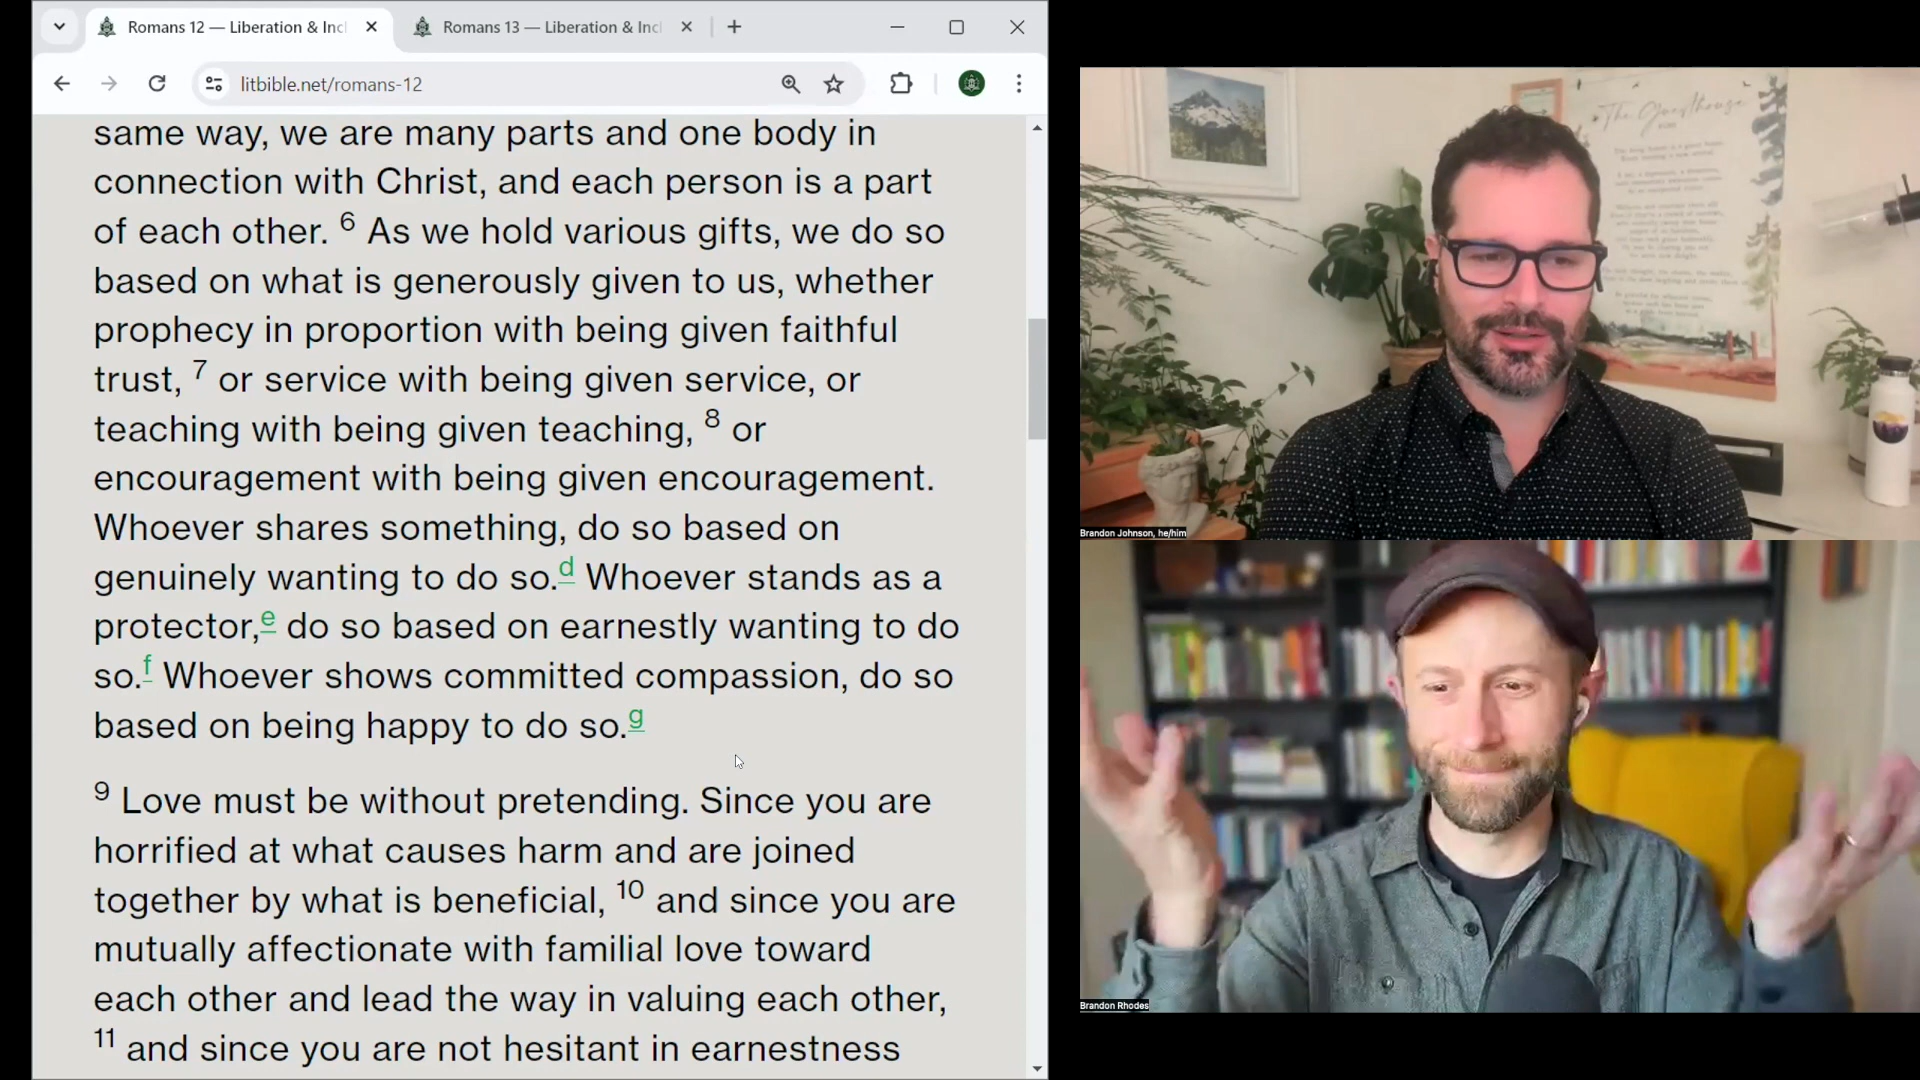 Romans 12 — Liberation & Inc
Romans 13 — Liberation & Incl
litbible.net/romans-12
same way, we are many parts and one body in
connection with Christ, and each person is a part
of each other. 6 As we hold various gifts, we do so
based on what is generously given to us, whether
prophecy in proportion with being given faithful
trust, 7 or service with being given service, or
teaching with being given teaching, 8 or
encouragement with being given encouragement.
Whoever shares something, do so based on
genuinely wanting to do so.d Whoever stands as a
protector,e do so based on earnestly wanting to do
so.f Whoever shows committed compassion, do so
based on being happy to do so.g
9 Love must be without pretending. Since you are
horrified at what causes harm and are joined
together by what is beneficial, 10 and since you are
mutually affectionate with familial love toward
each other and lead the way in valuing each other,
11 and since you are not hesitant in earnestness
The Guesthouse
Brandon Johnson, he/him
Brandon Rhodes